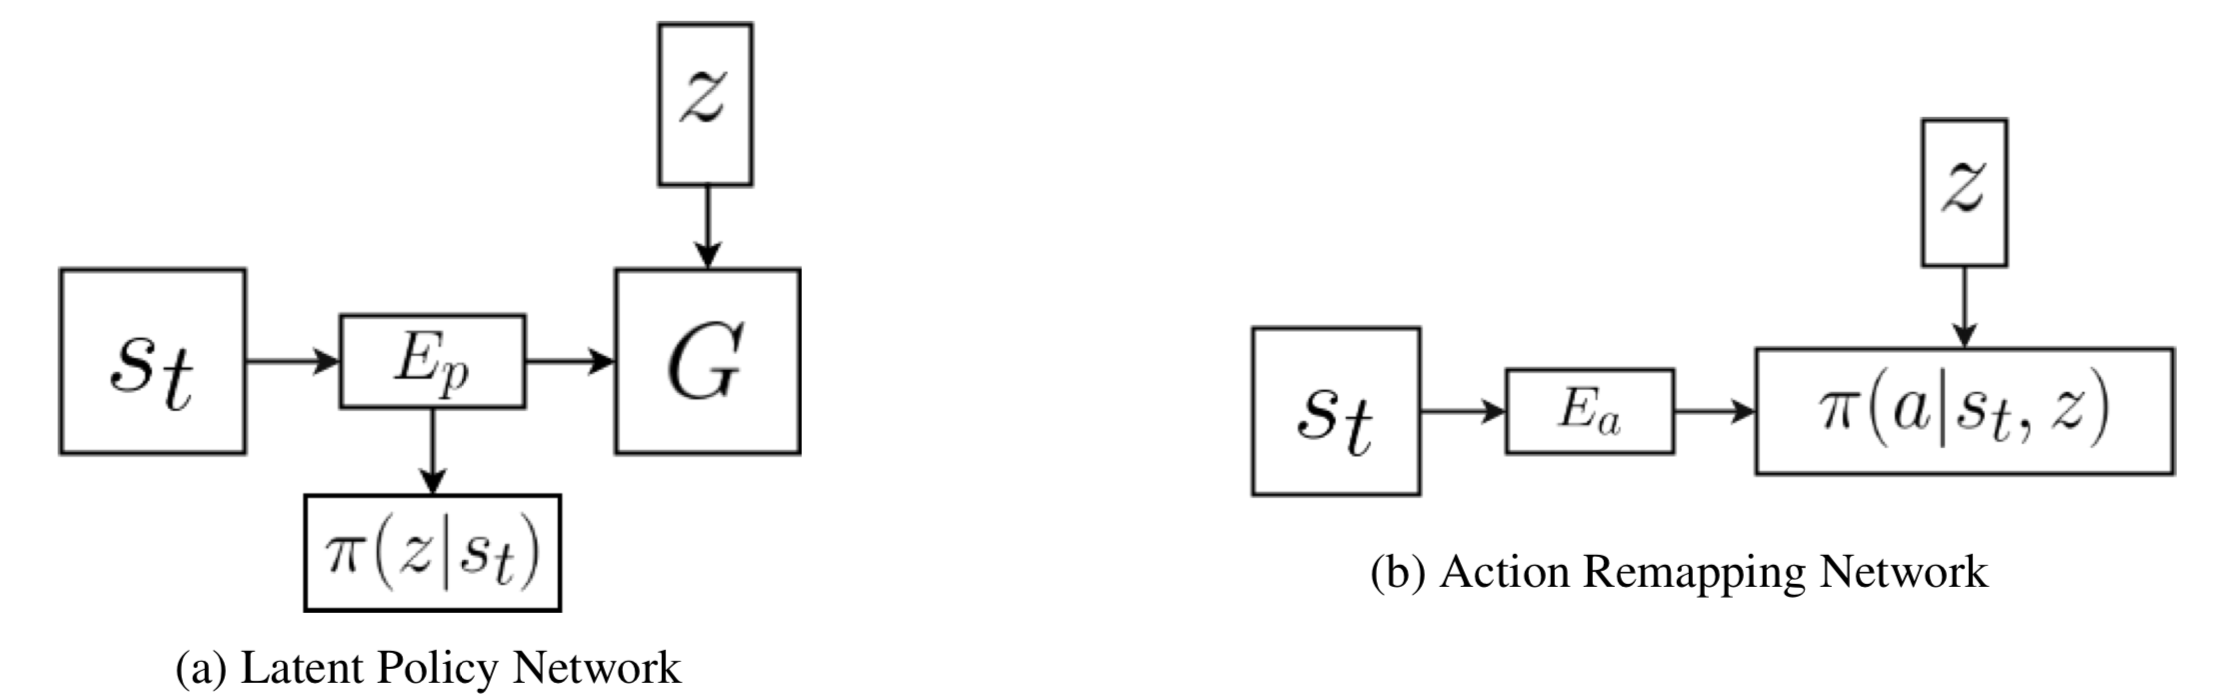 z
s_t
E_p
G
π(z|s_t)
(a) Latent Policy Network
z
s_t
E_a
π(a|s_t, z)
(b) Action Remapping Network